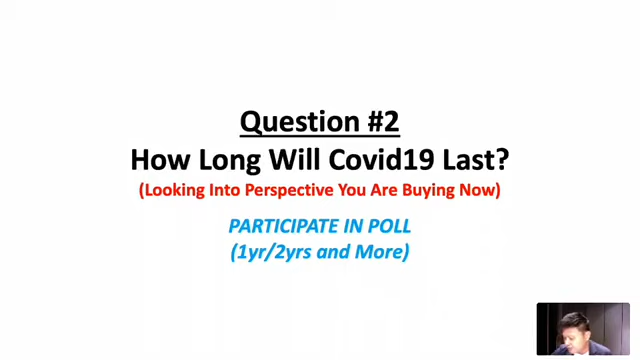 Question #2
How Long Will Covid19 Last?
(Looking Into Perspective You Are Buying Now)
PARTICIPATE IN POLL
(1yr/2yrs and More)